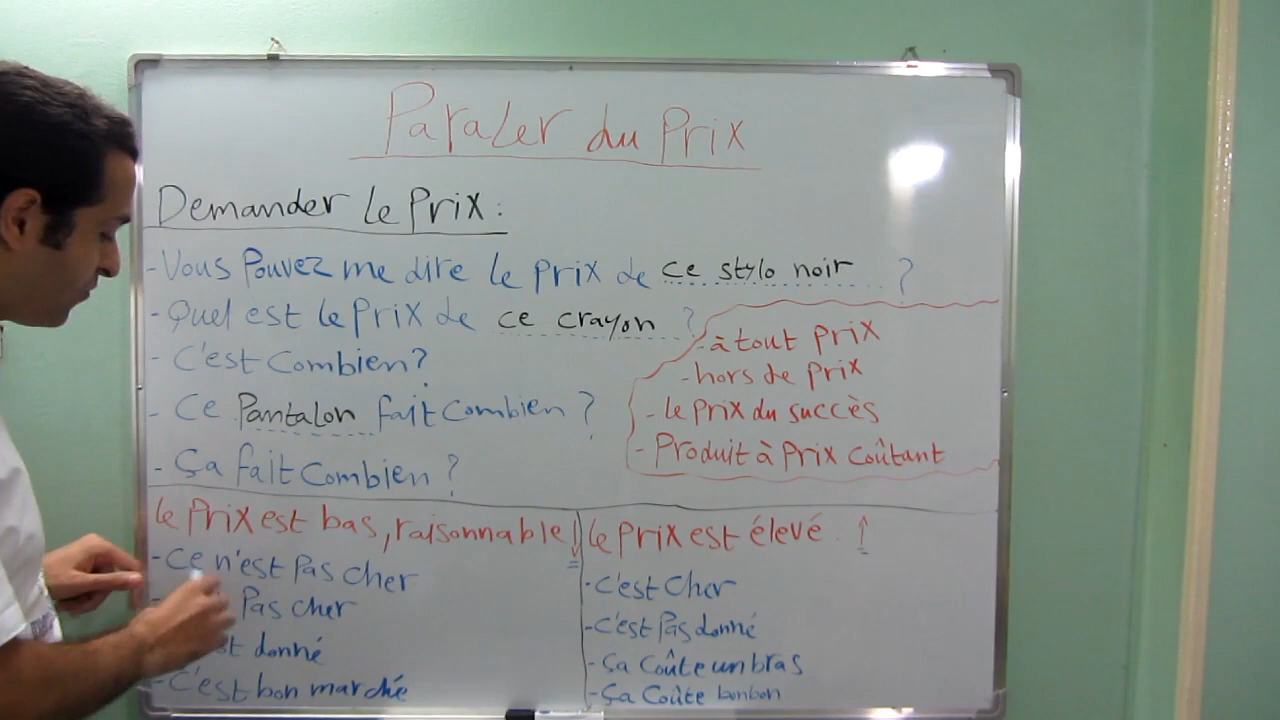 Paraler du Prix
Demander le Prix :
- Vous Pouvez me dire le prix de ce stylo noir ?
- Quel est le Prix de ce crayon ?
- C'est Combien ?
- Ce Pantalon fait Combien ?
- Ça fait Combien ?
- à tout prix
- hors de prix
- le prix du succès
- Produit à prix coûtant
le Prix est bas, raisonnable ↓
- Ce n'est Pas cher
- Pas cher
donné
- C'est bon marché
le prix est élevé ↑
- C'est Cher
- C'est Pas donné
- Ça Coûte un bras
- Ça Coûte bonbon